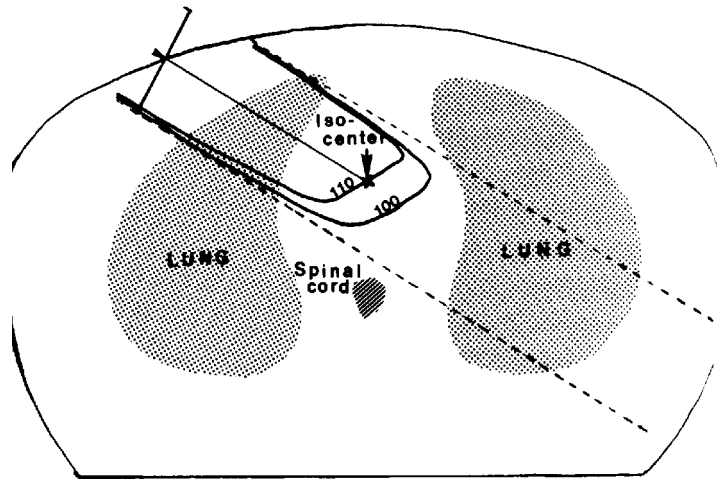 Iso-
center
110
100
LUNG
LUNG
Spinal
cord